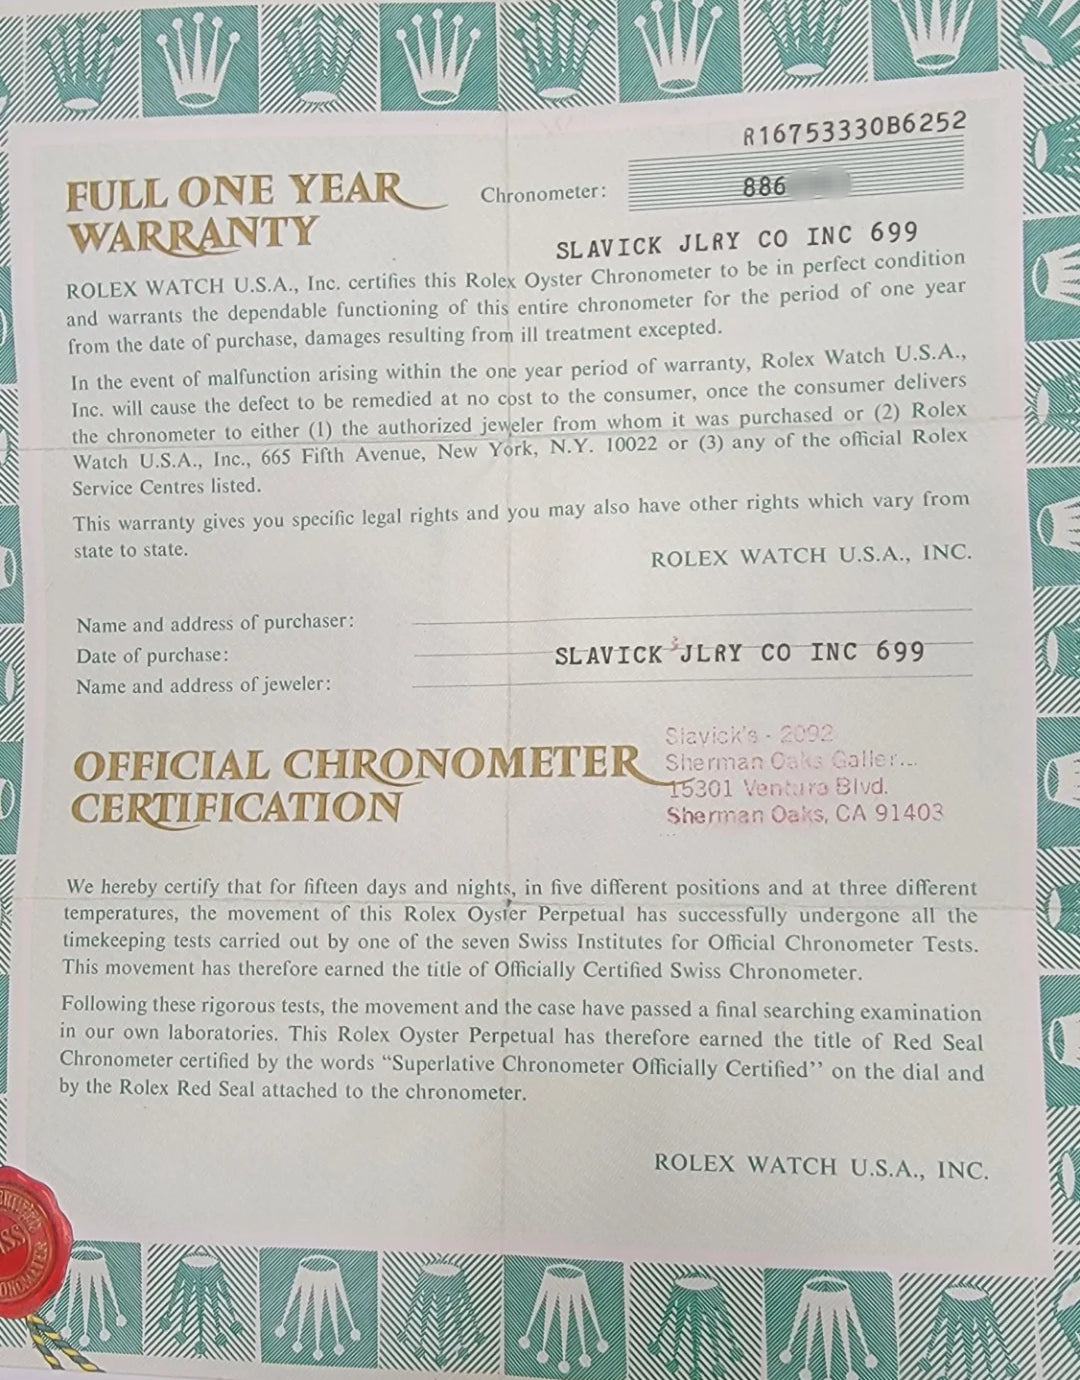 R16753330B6252
FULL ONE YEAR
WARRANTY
Chronometer:
886
SLAVICK JLRY CO INC 699
ROLEX WATCH U.S.A., Inc. certifies this Rolex Oyster Chronometer to be in perfect condition
and warrants the dependable functioning of this entire chronometer for the period of one year
from the date of purchase, damages resulting from ill treatment excepted.
In the event of malfunction arising within the one year period of warranty, Rolex Watch U.S.A.,
Inc. will cause the defect to be remedied at no cost to the consumer, once the consumer delivers
the chronometer to either (1) the authorized jeweler from whom it was purchased or (2) Rolex
Watch U.S.A., Inc., 665 Fifth Avenue, New York, N.Y. 10022 or (3) any of the official Rolex
Service Centres listed.
This warranty gives you specific legal rights and you may also have other rights which vary from
state to state.
ROLEX WATCH U.S.A., INC.
Name and address of purchaser:
Date of purchase:
SLAVICK JLRY CO INC 699
Name and address of jeweler:
Slavick's - 2092
Sherman Oaks Galler...
15301 Ventura Blvd.
Sherman Oaks, CA 91403
OFFICIAL CHRONOMETER
CERTIFICATION
We hereby certify that for fifteen days and nights, in five different positions and at three different
temperatures, the movement of this Rolex Oyster Perpetual has successfully undergone all the
timekeeping tests carried out by one of the seven Swiss Institutes for Official Chronometer Tests.
This movement has therefore earned the title of Officially Certified Swiss Chronometer.
Following these rigorous tests, the movement and the case have passed a final searching examination
in our own laboratories. This Rolex Oyster Perpetual has therefore earned the title of Red Seal
Chronometer certified by the words “Superlative Chronometer Officially Certified’’ on the dial and
by the Rolex Red Seal attached to the chronometer.
ROLEX WATCH U.S.A., INC.